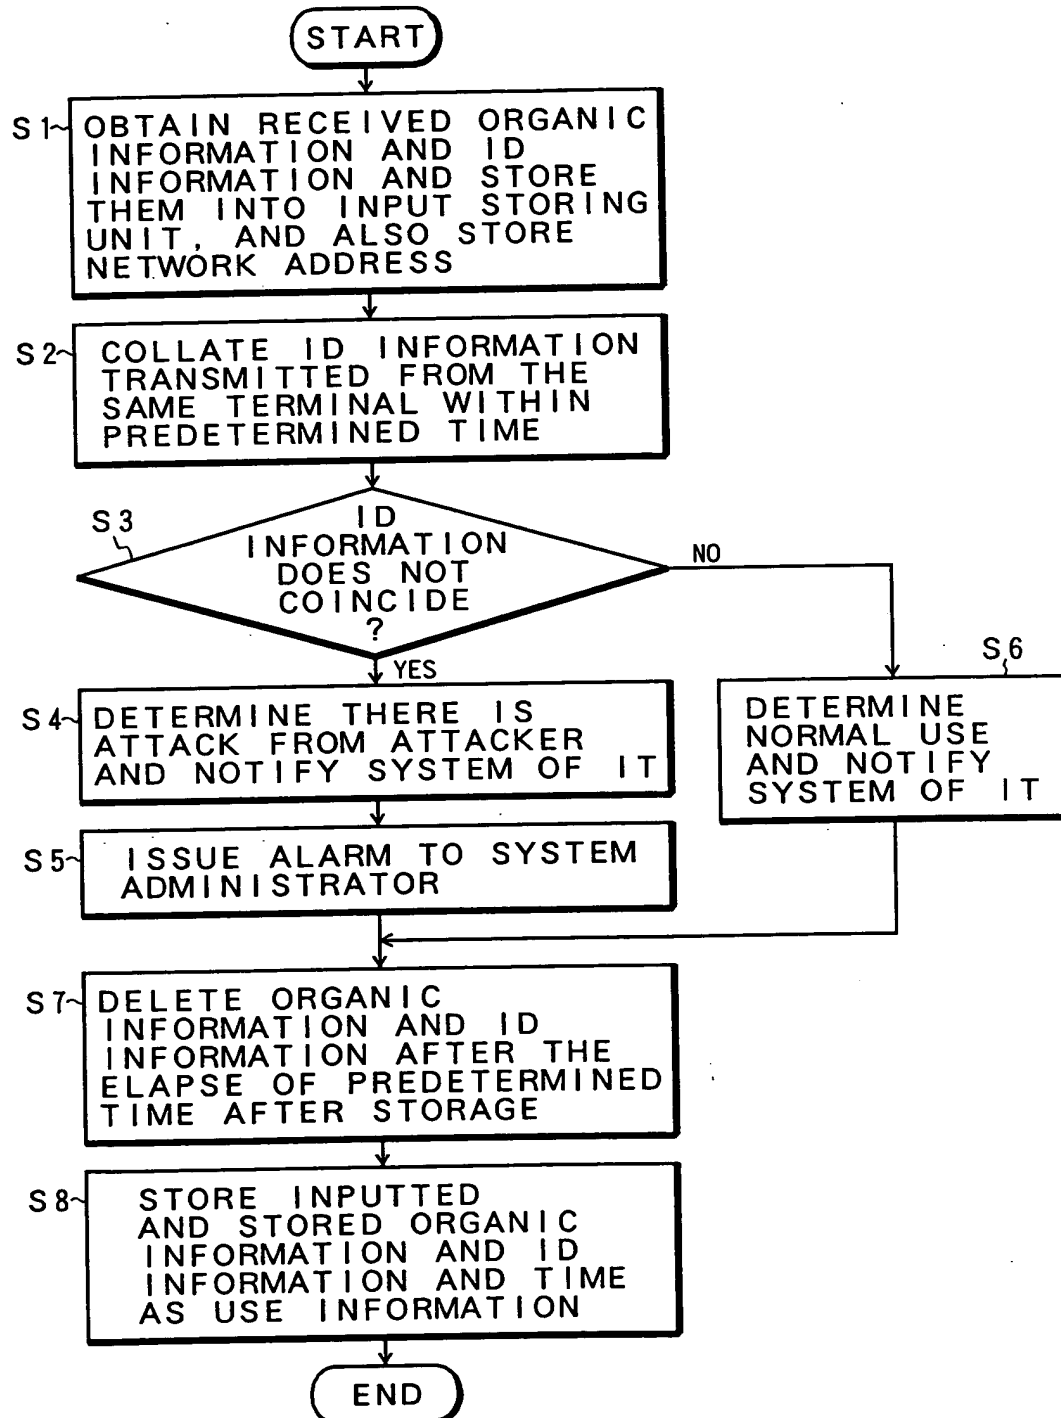 START
S1
OBTAIN RECEIVED ORGANIC
INFORMATION AND ID
INFORMATION AND STORE
THEM INTO INPUT STORING
UNIT, AND ALSO STORE
NETWORK ADDRESS
S2
COLLATE ID INFORMATION
TRANSMITTED FROM THE
SAME TERMINAL WITHIN
PREDETERMINED TIME
S3
ID
INFORMATION
DOES NOT
COINCIDE
?
NO
YES
S4
DETERMINE THERE IS
ATTACK FROM ATTACKER
AND NOTIFY SYSTEM OF IT
S6
DETERMINE
NORMAL USE
AND NOTIFY
SYSTEM OF IT
S5
ISSUE ALARM TO SYSTEM
ADMINISTRATOR
S7
DELETE ORGANIC
INFORMATION AND ID
INFORMATION AFTER THE
ELAPSE OF PREDETERMINED
TIME AFTER STORAGE
S8
STORE INPUTTED
AND STORED ORGANIC
INFORMATION AND ID
INFORMATION AND TIME
AS USE INFORMATION
END